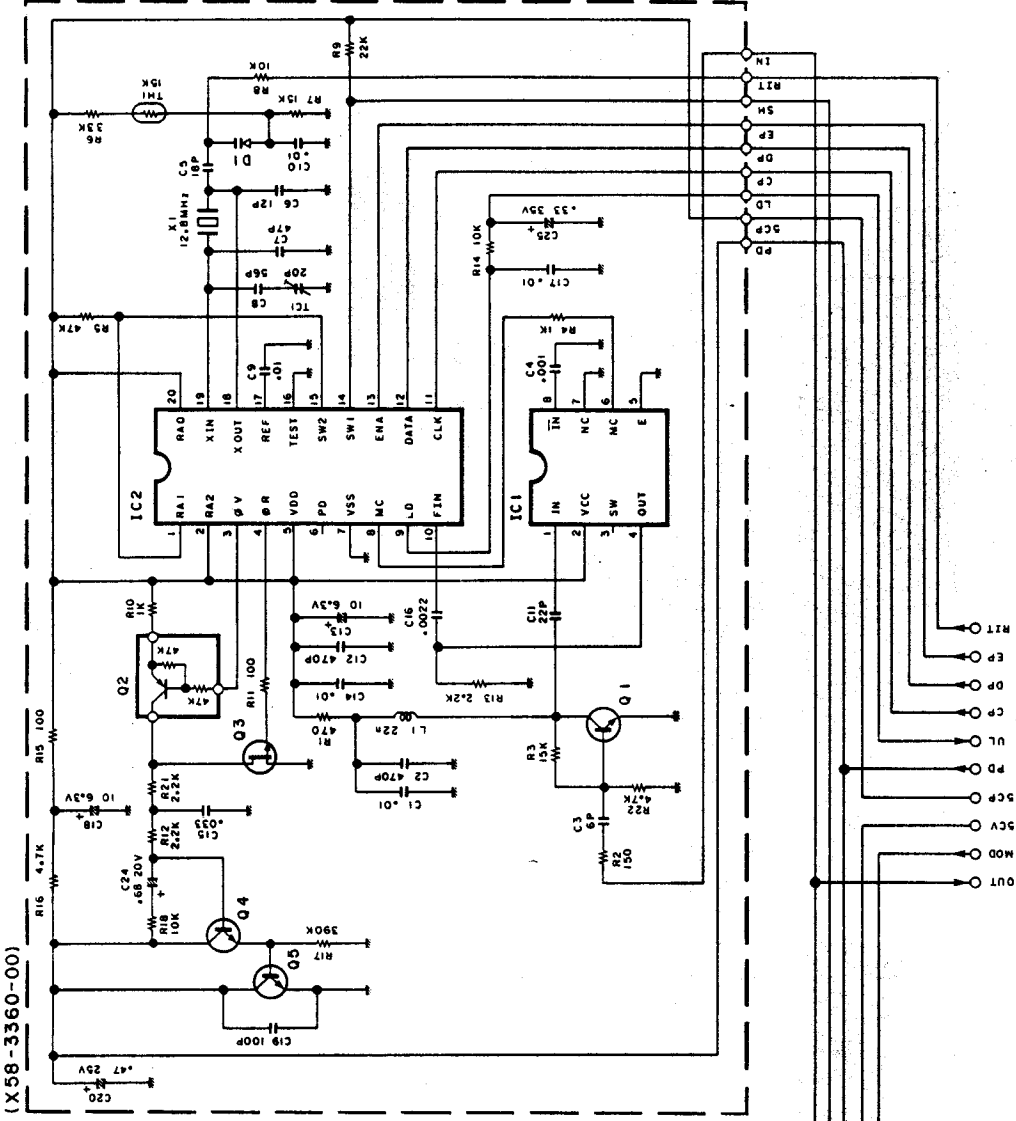 (X58-3360-00)
R9
22K
R8
10K
TH1
15K
R7 15K
R6
33K
D1
C10
.01
C5
18P
C6 12P
X1
12.8MHz
C7
47P
C8
56P
20P
TC1
R5 47K
C9
.01
R14 10K
C25
+
.33 35V
C17 .01
R4 1K
C4
.001
IN
RIT
SH
EP
DP
CP
LD
5CP
PD
IC2
20 RA0
19 XIN
18 XOUT
17 REF
16 TEST
15 SW2
14 SW1
13 ENA
12 DATA
11 CLK
1 RA1
2 RA2
3 ØV
4 ØR
5 VDD
6 PD
7 VSS
8 MC
9 LD
10 FIN
IC1
8 IN
7 NC
6 MC
5 E
1 IN
2 VCC
3 SW
4 OUT
R10
1K
Q2
47K
47K
Q3
R11 100
C13
+
10 6.3V
C12 470P
C14 .01
R1
470
L1 22n
C2 470P
C1 .01
C16
.0022
R13 2.2K
C11
22P
Q1
R3
15K
R22
4.7K
C3
6P
R2
150
R15 100
R16 4.7K
C18
+
10 6.3V
R21
2.2K
R12
2.2K
C15
.033
C24
.68 20V
+
R18
10K
Q4
R17
390K
Q5
C19 100P
C20
+
.47 25V
RIT
EP
DP
CP
UL
PD
5CP
5CV
MOD
OUT